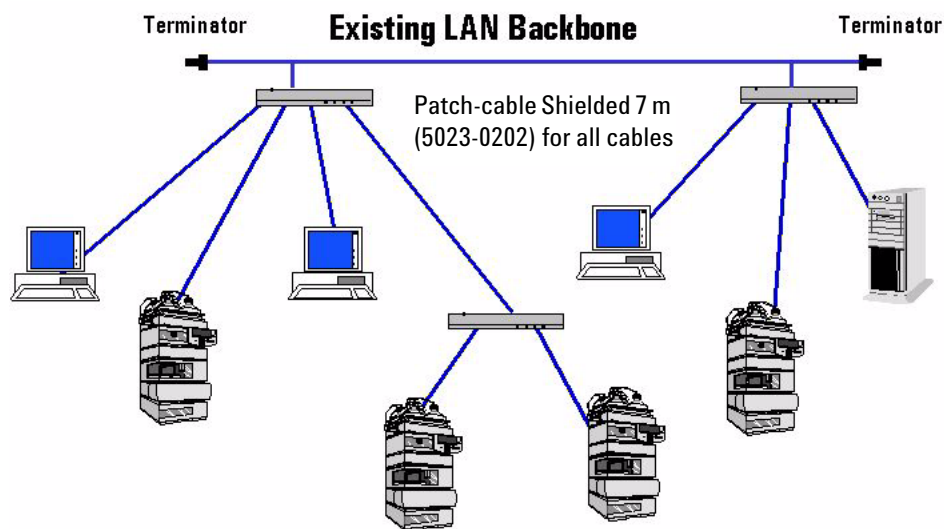 Terminator
Existing LAN Backbone
Terminator
Patch-cable Shielded 7 m
(5023-0202) for all cables